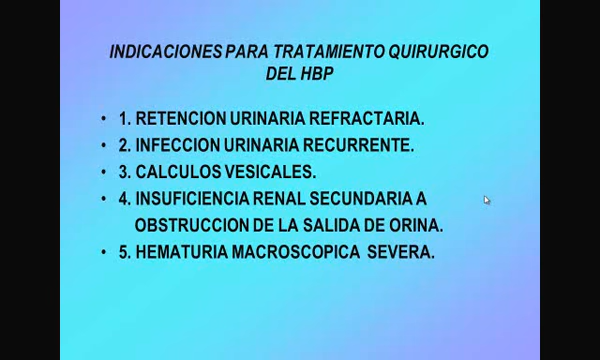 INDICACIONES PARA TRATAMIENTO QUIRURGICO
DEL HBP
• 1. RETENCION URINARIA REFRACTARIA.
• 2. INFECCION URINARIA RECURRENTE.
• 3. CALCULOS VESICALES.
• 4. INSUFICIENCIA RENAL SECUNDARIA A
OBSTRUCCION DE LA SALIDA DE ORINA.
• 5. HEMATURIA MACROSCOPICA SEVERA.